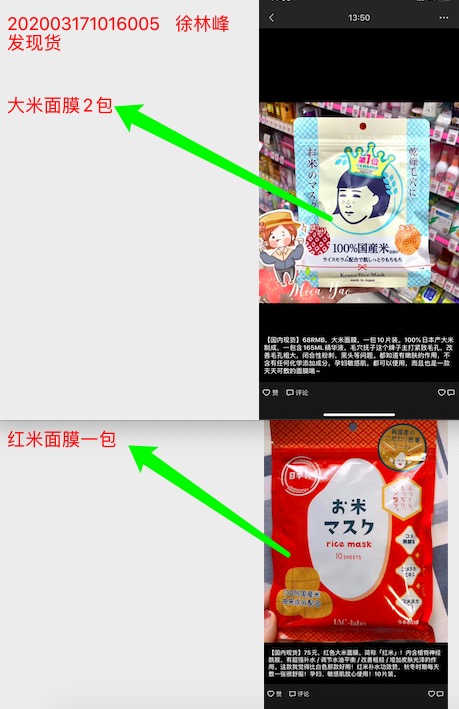 202003171016005 徐林峰
发现货
大米面膜2包
13:50
お米のマスク
第1位
乾燥毛穴に
100%国産米
ライスセラム配合で肌しっとりもちもち
Keana Rice Mask
made in Japan
Mica Yae
【国内现货】68RMB，大米面膜，一包10片装。100%日本产大米
制成，一包含165ML精华液，毛穴抚子这个牌子主打紧致毛孔，改
善毛孔粗大，闭合性粉刺，黑头等问题。都知道有嫩肤的作用，不
含有任何化学添加成分，孕妇敏感肌，都可以使用，而且也是一款
天天可敷的面膜哦~
赞 评论
红米面膜一包
日本製
お米
マスク
rice mask
10 SHEETS
100%国産米
由来成分配合
IAC-labo
【国内现货】75元，红色大米面膜，简称「红米」！内含植物神经
酰胺，有超强补水 / 调节水油平衡 / 改善粗糙 / 增加皮肤光泽的作
用，这款我觉得比白色那款好用！红米补水功效赞，秋冬时期每天
敷一张很舒服！孕妇、敏感肌放心使用！10片装。
赞 评论